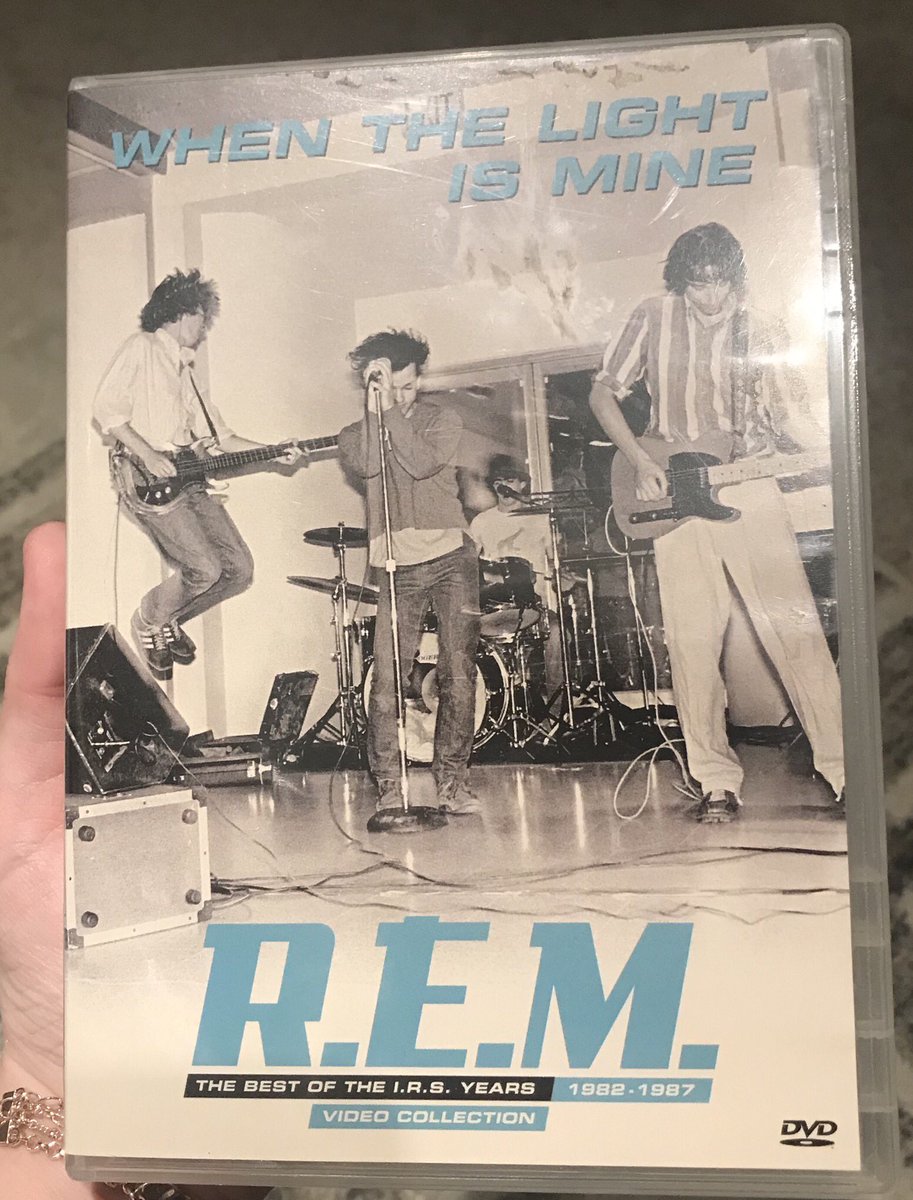 WHEN THE LIGHT
IS MINE
R.E.M.
THE BEST OF THE I.R.S. YEARS 1982-1987
VIDEO COLLECTION
DVD